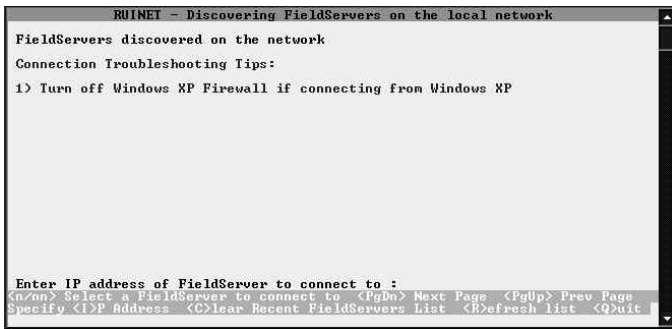 RUINET - Discovering FieldServers on the local network
FieldServers discovered on the network
Connection Troubleshooting Tips:
1) Turn off Windows XP Firewall if connecting from Windows XP
Enter IP address of FieldServer to connect to :
<n/nn> Select a FieldServer to connect to <PgDn> Next Page <PgUp> Prev Page
Specify <I>P Address <C>lear Recent FieldServers List <R>efresh list <Q>uit